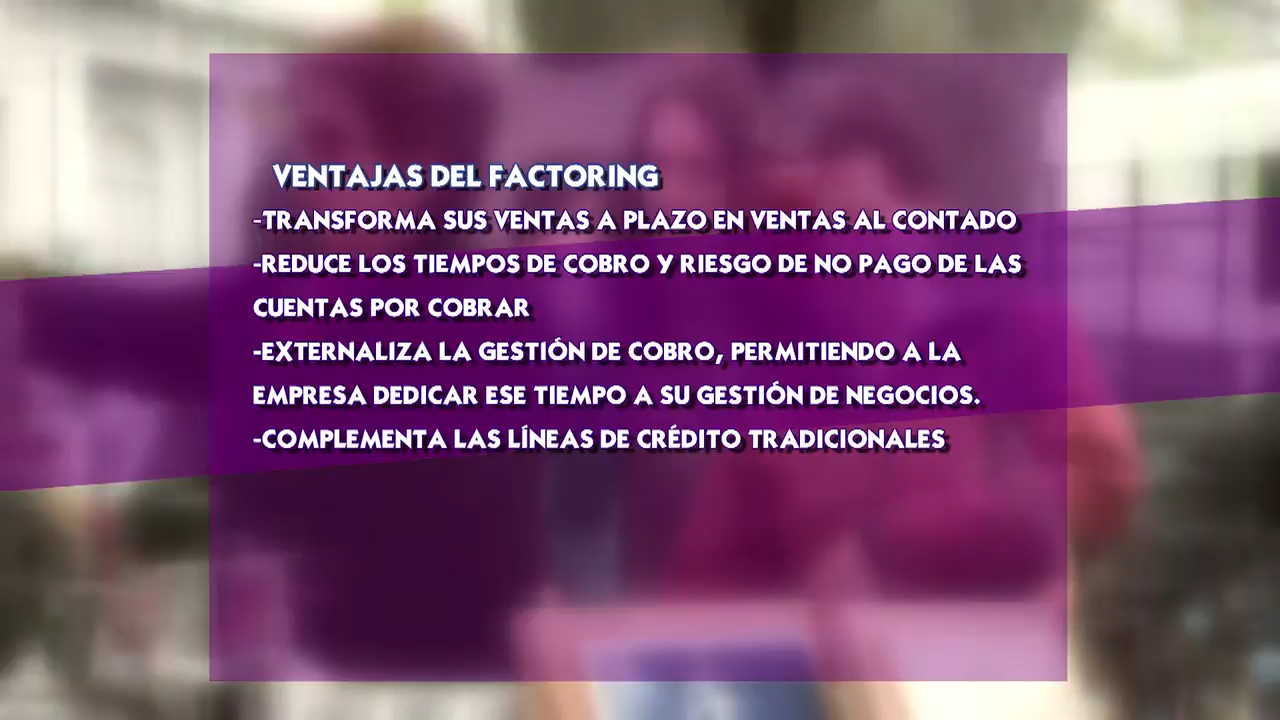 VENTAJAS DEL FACTORING
-TRANSFORMA SUS VENTAS A PLAZO EN VENTAS AL CONTADO
-REDUCE LOS TIEMPOS DE COBRO Y RIESGO DE NO PAGO DE LAS
CUENTAS POR COBRAR
-EXTERNALIZA LA GESTIÓN DE COBRO, PERMITIENDO A LA
EMPRESA DEDICAR ESE TIEMPO A SU GESTIÓN DE NEGOCIOS.
-COMPLEMENTA LAS LÍNEAS DE CRÉDITO TRADICIONALES